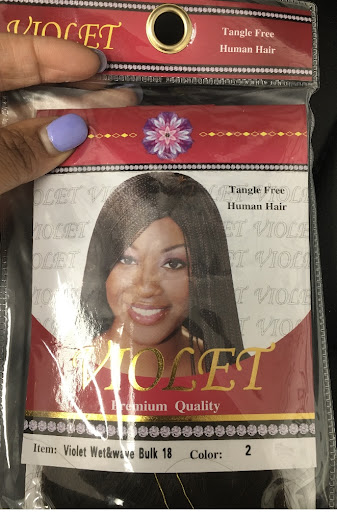 VIOLET
Tangle Free
Human Hair
Tangle Free
Human Hair
VIOLET
Premium Quality
Item: Violet Wet&wave Bulk 18 Color: 2